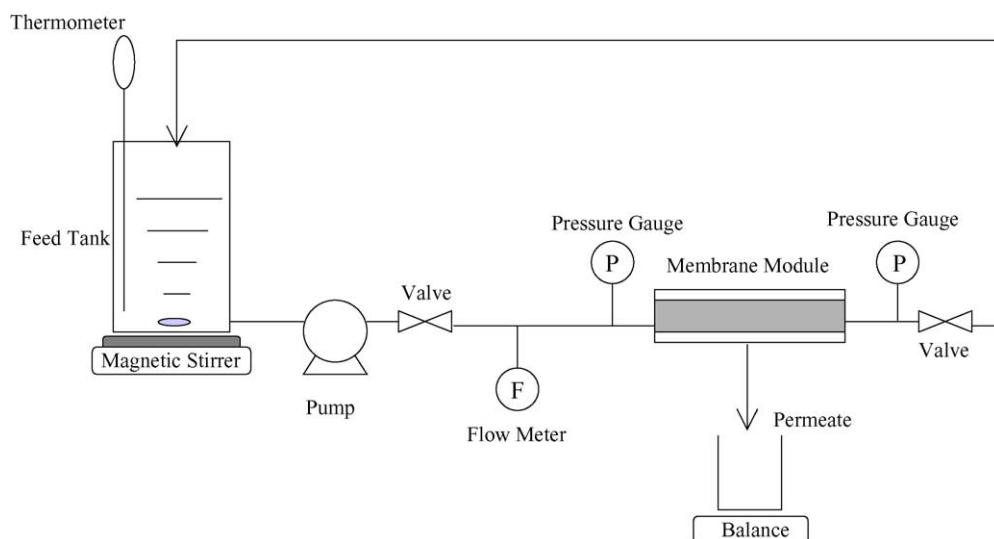 Thermometer
Pressure Gauge
Pressure Gauge
Feed Tank
P
P
Membrane Module
Valve
Valve
Magnetic Stirrer
F
Pump
Permeate
Flow Meter
Balance